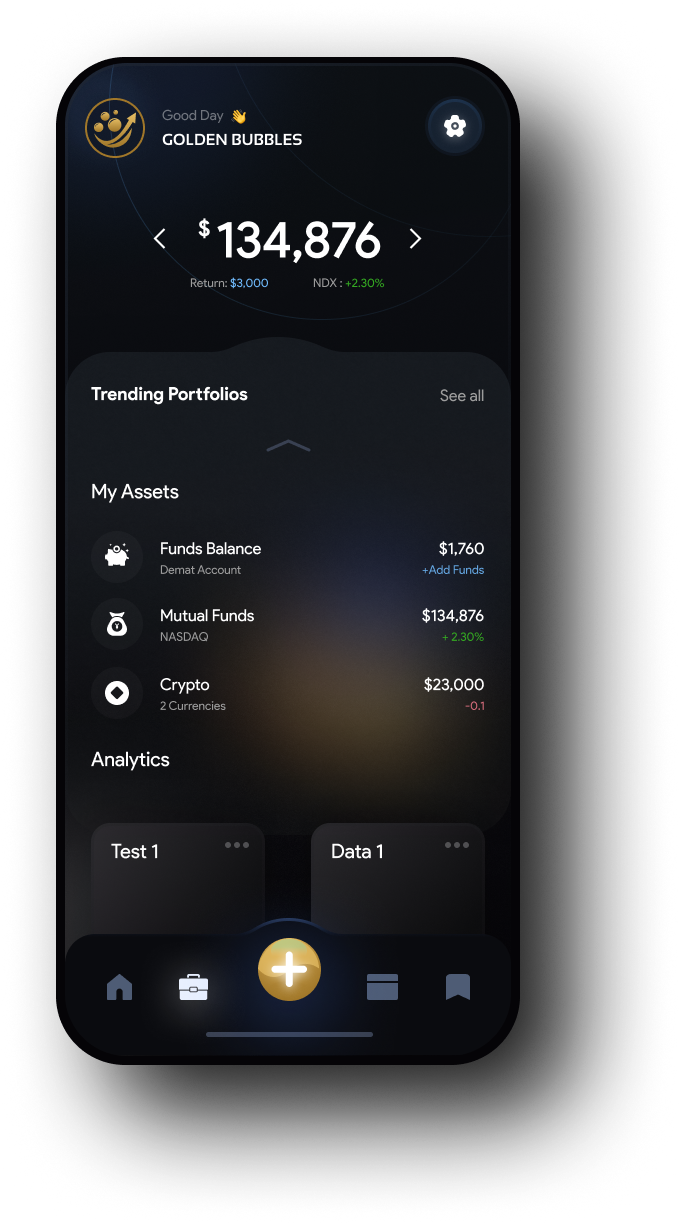 Good Day 👋
GOLDEN BUBBLES
$134,876
Return: $3,000 NDX : +2.30%
Trending Portfolios See all
My Assets
Funds Balance $1,760
Demat Account +Add Funds
Mutual Funds $134,876
NASDAQ + 2.30%
Crypto $23,000
2 Currencies -0.1
Analytics
Test 1 Data 1